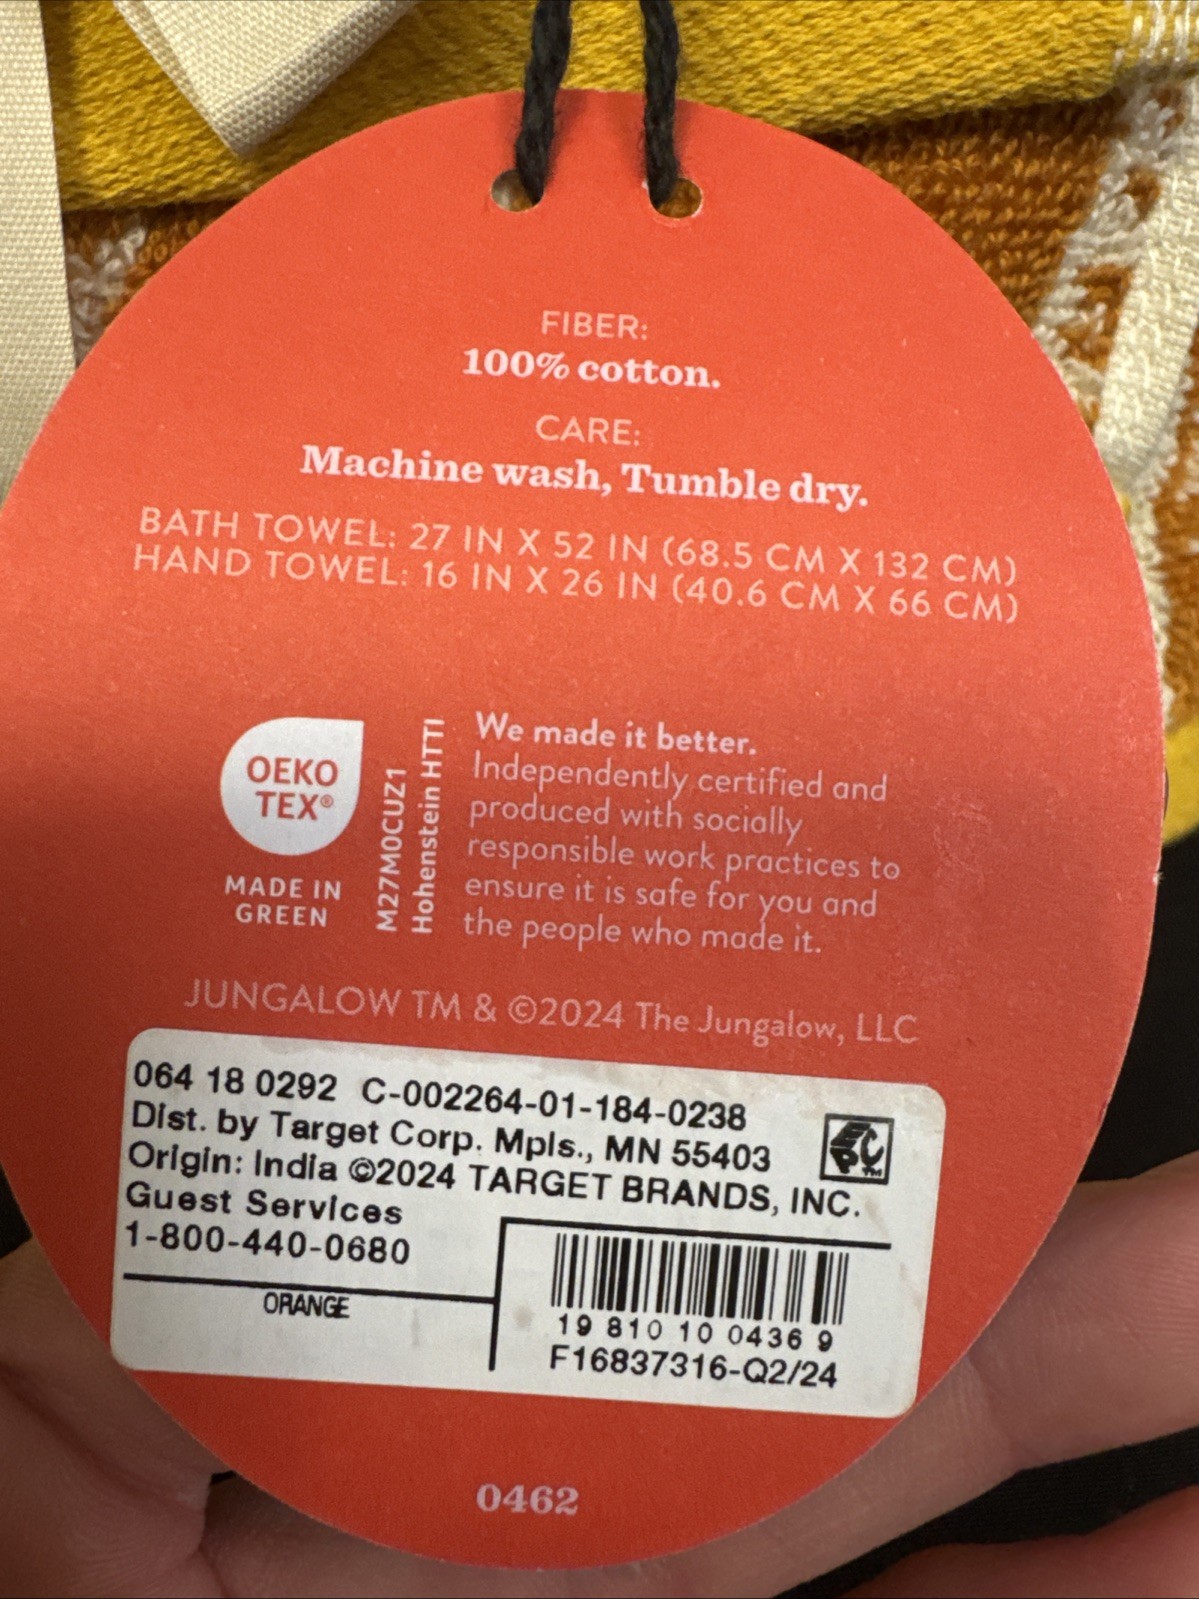 FIBER:
100% cotton.
CARE:
Machine wash, Tumble dry.
BATH TOWEL: 27 IN X 52 IN (68.5 CM X 132 CM)
HAND TOWEL: 16 IN X 26 IN (40.6 CM X 66 CM)
OEKO
TEX®
MADE IN
GREEN
M27M0CUZ1
Hohenstein HTTI
We made it better.
Independently certified and
produced with socially
responsible work practices to
ensure it is safe for you and
the people who made it.
JUNGALOW TM & ©2024 The Jungalow, LLC
064 18 0292 C-002264-01-184-0238
Dist. by Target Corp. Mpls., MN 55403
Origin: India ©2024 TARGET BRANDS, INC.
Guest Services
1-800-440-0680
EPC™
ORANGE
19 810 10 0436 9
F16837316-Q2/24
0462